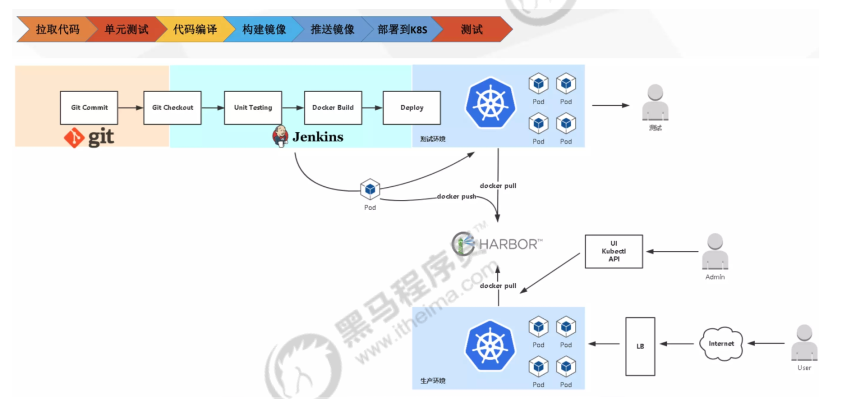 拉取代码
单元测试
代码编译
构建镜像
推送镜像
部署到K8S
测试
Git Commit
Git Checkout
Unit Testing
Docker Build
Deploy
git
Jenkins
测试环境
Pod
Pod
Pod
Pod
测试
Pod
docker pull
docker push
HARBOR™
UI
Kubectl
API
Admin
docker pull
生产环境
Pod
Pod
Pod
Pod
LB
Internet
User
黑马程序员™
www.itheima.com